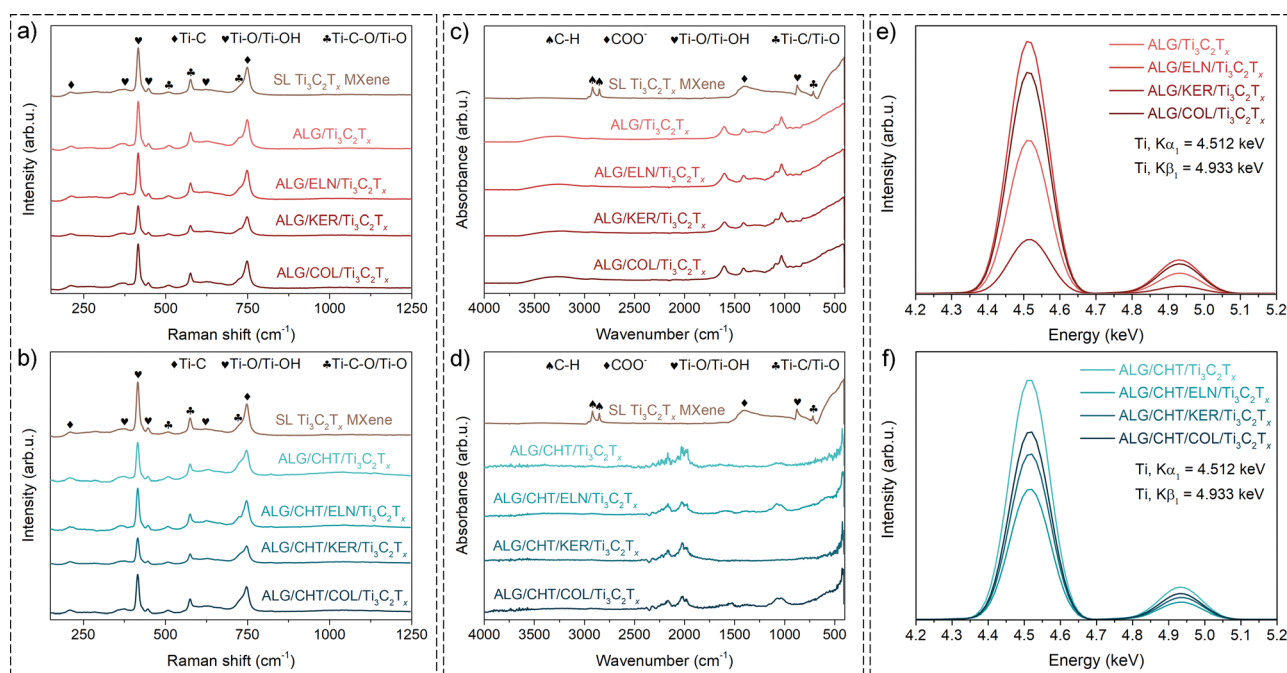 a)
♦Ti-C ♥Ti-O/Ti-OH ♣Ti-C-O/Ti-O
♥
♦ ♥ ♥ ♣ ♣ ♥ ♣ ♦
SL Ti₃C₂Tₓ MXene
ALG/Ti₃C₂Tₓ
ALG/ELN/Ti₃C₂Tₓ
ALG/KER/Ti₃C₂Tₓ
ALG/COL/Ti₃C₂Tₓ
Intensity (arb.u.)
250 500 750 1000 1250
Raman shift (cm⁻¹)
b)
♦Ti-C ♥Ti-O/Ti-OH ♣Ti-C-O/Ti-O
♥
♦ ♥ ♥ ♣ ♣ ♥ ♣ ♦
SL Ti₃C₂Tₓ MXene
ALG/CHT/Ti₃C₂Tₓ
ALG/CHT/ELN/Ti₃C₂Tₓ
ALG/CHT/KER/Ti₃C₂Tₓ
ALG/CHT/COL/Ti₃C₂Tₓ
Intensity (arb.u.)
250 500 750 1000 1250
Raman shift (cm⁻¹)
c)
♠C-H ♦COO⁻ ♥Ti-O/Ti-OH ♣Ti-C/Ti-O
♠♠ ♦ ♥ ♣
SL Ti₃C₂Tₓ MXene
ALG/Ti₃C₂Tₓ
ALG/ELN/Ti₃C₂Tₓ
ALG/KER/Ti₃C₂Tₓ
ALG/COL/Ti₃C₂Tₓ
Absorbance (arb.u.)
4000 3500 3000 2500 2000 1500 1000 500
Wavenumber (cm⁻¹)
d)
♠C-H ♦COO⁻ ♥Ti-O/Ti-OH ♣Ti-C/Ti-O
♠♠ ♦ ♥ ♣
SL Ti₃C₂Tₓ MXene
ALG/CHT/Ti₃C₂Tₓ
ALG/CHT/ELN/Ti₃C₂Tₓ
ALG/CHT/KER/Ti₃C₂Tₓ
ALG/CHT/COL/Ti₃C₂Tₓ
Absorbance (arb.u.)
4000 3500 3000 2500 2000 1500 1000 500
Wavenumber (cm⁻¹)
e)
ALG/Ti₃C₂Tₓ
ALG/ELN/Ti₃C₂Tₓ
ALG/KER/Ti₃C₂Tₓ
ALG/COL/Ti₃C₂Tₓ
Ti, Kα₁ = 4.512 keV
Ti, Kβ₁ = 4.933 keV
Intensity (arb.u.)
4.2 4.3 4.4 4.5 4.6 4.7 4.8 4.9 5.0 5.1 5.2
Energy (keV)
f)
ALG/CHT/Ti₃C₂Tₓ
ALG/CHT/ELN/Ti₃C₂Tₓ
ALG/CHT/KER/Ti₃C₂Tₓ
ALG/CHT/COL/Ti₃C₂Tₓ
Ti, Kα₁ = 4.512 keV
Ti, Kβ₁ = 4.933 keV
Intensity (arb.u.)
4.2 4.3 4.4 4.5 4.6 4.7 4.8 4.9 5.0 5.1 5.2
Energy (keV)